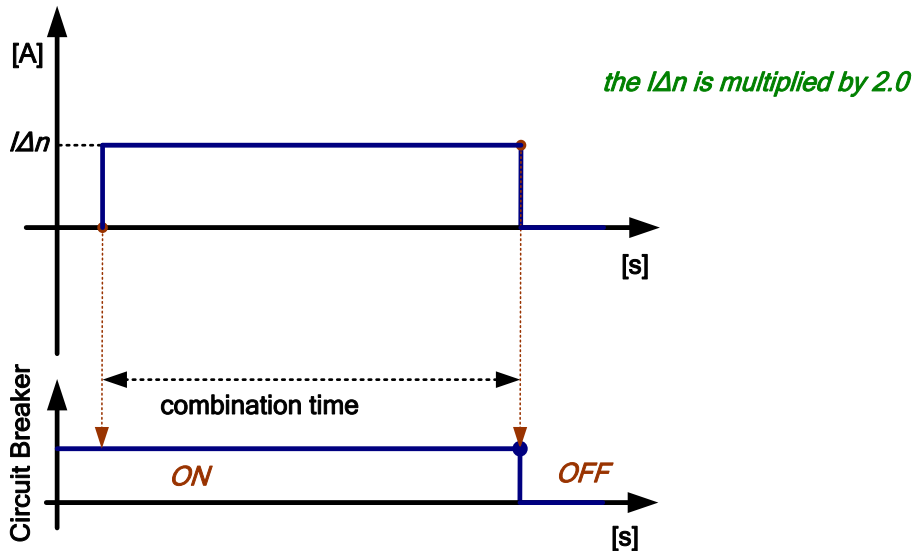 [A]
the IΔn is multiplied by 2.0
IΔn
[s]
combination time
Circuit Breaker
ON
OFF
[s]